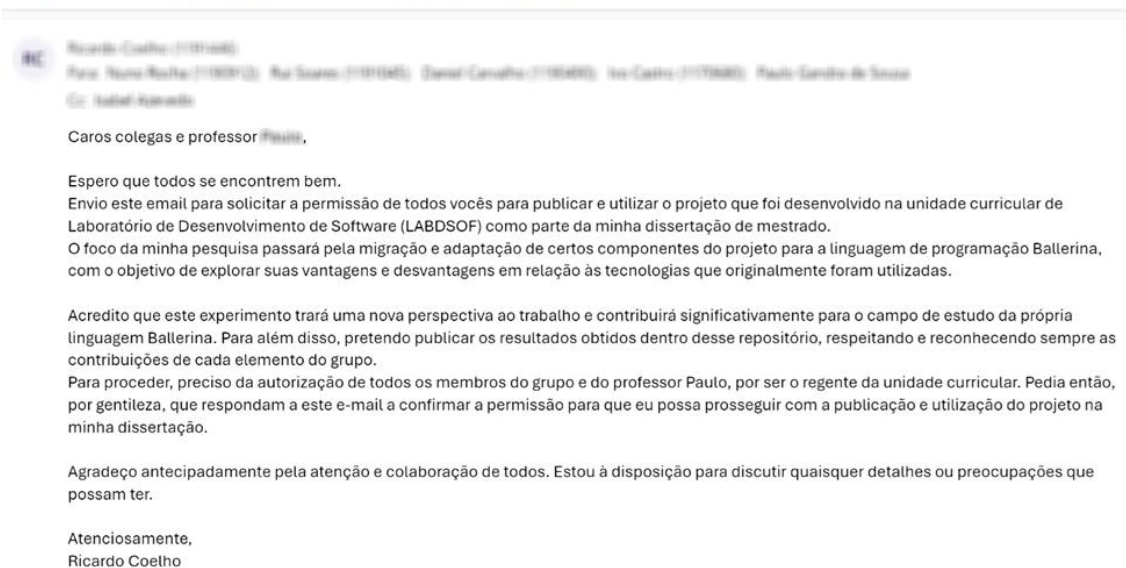 Caros colegas e professor ,
Espero que todos se encontrem bem.
Envio este email para solicitar a permissão de todos vocês para publicar e utilizar o projeto que foi desenvolvido na unidade curricular de
Laboratório de Desenvolvimento de Software (LABDSOF) como parte da minha dissertação de mestrado.
O foco da minha pesquisa passará pela migração e adaptação de certos componentes do projeto para a linguagem de programação Ballerina,
com o objetivo de explorar suas vantagens e desvantagens em relação às tecnologias que originalmente foram utilizadas.
Acredito que este experimento trará uma nova perspectiva ao trabalho e contribuirá significativamente para o campo de estudo da própria
linguagem Ballerina. Para além disso, pretendo publicar os resultados obtidos dentro desse repositório, respeitando e reconhecendo sempre as
contribuições de cada elemento do grupo.
Para proceder, preciso da autorização de todos os membros do grupo e do professor Paulo, por ser o regente da unidade curricular. Pedia então,
por gentileza, que respondam a este e-mail a confirmar a permissão para que eu possa prosseguir com a publicação e utilização do projeto na
minha dissertação.
Agradeço antecipadamente pela atenção e colaboração de todos. Estou à disposição para discutir quaisquer detalhes ou preocupações que
possam ter.
Atenciosamente,
Ricardo Coelho